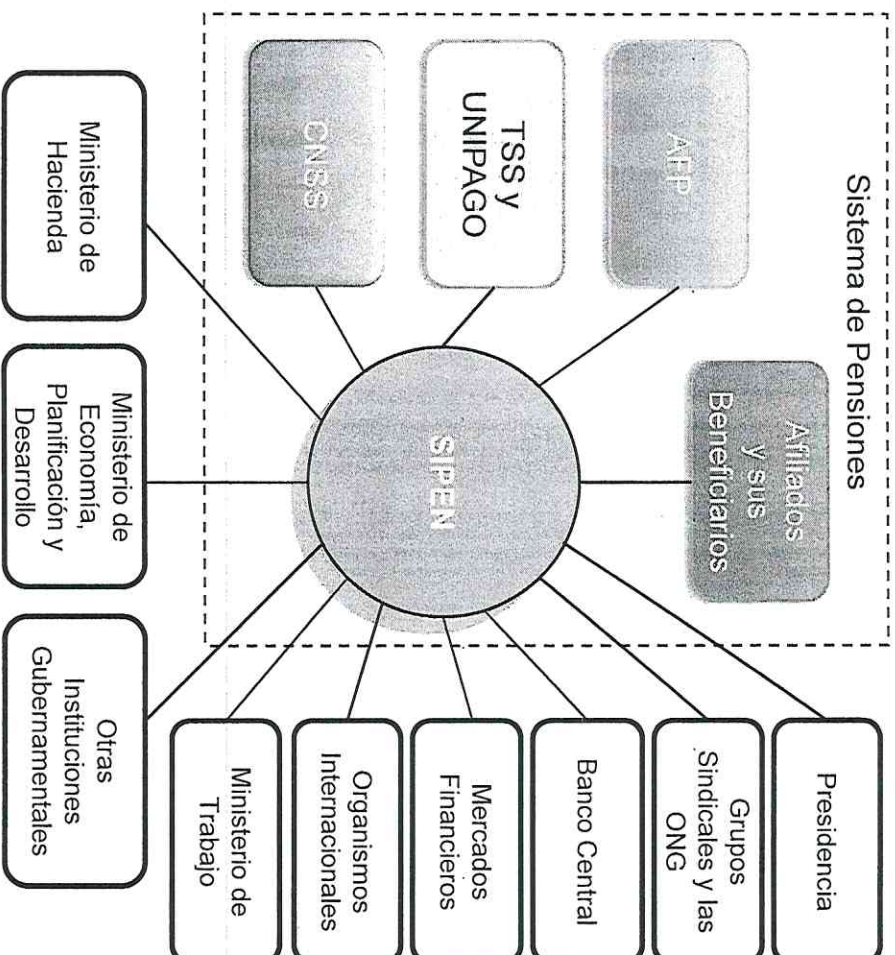 Sistema de Pensiones
AFP
TSS y
UNIPAGO
CNSS
Afiliados
y sus
Beneficiarios
SIPEN
Presidencia
Grupos
Sindicales y las
ONG
Banco Central
Mercados
Financieros
Organismos
Internacionales
Ministerio de
Trabajo
Ministerio de
Hacienda
Ministerio de
Economía,
Planificación y
Desarrollo
Otras
Instituciones
Gubernamentales